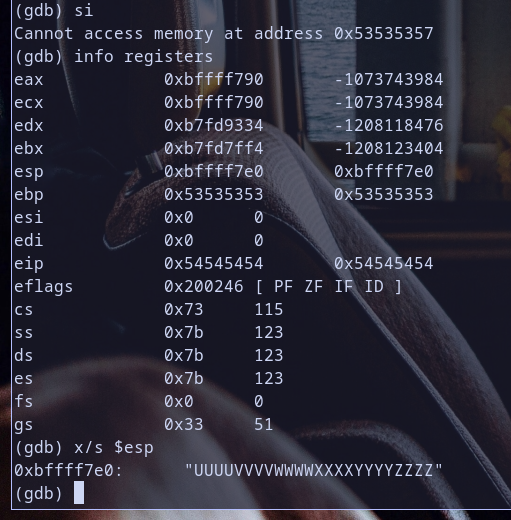 (gdb) si
Cannot access memory at address 0x53535357
(gdb) info registers
eax 0xbffff790 -1073743984
ecx 0xbffff790 -1073743984
edx 0xb7fd9334 -1208118476
ebx 0xb7fd7ff4 -1208123404
esp 0xbffff7e0 0xbffff7e0
ebp 0x53535353 0x53535353
esi 0x0 0
edi 0x0 0
eip 0x54545454 0x54545454
eflags 0x200246 [ PF ZF IF ID ]
cs 0x73 115
ss 0x7b 123
ds 0x7b 123
es 0x7b 123
fs 0x0 0
gs 0x33 51
(gdb) x/s $esp
0xbffff7e0: "UUUUVVVVWWWWXXXXYYYYZZZZ"
(gdb)